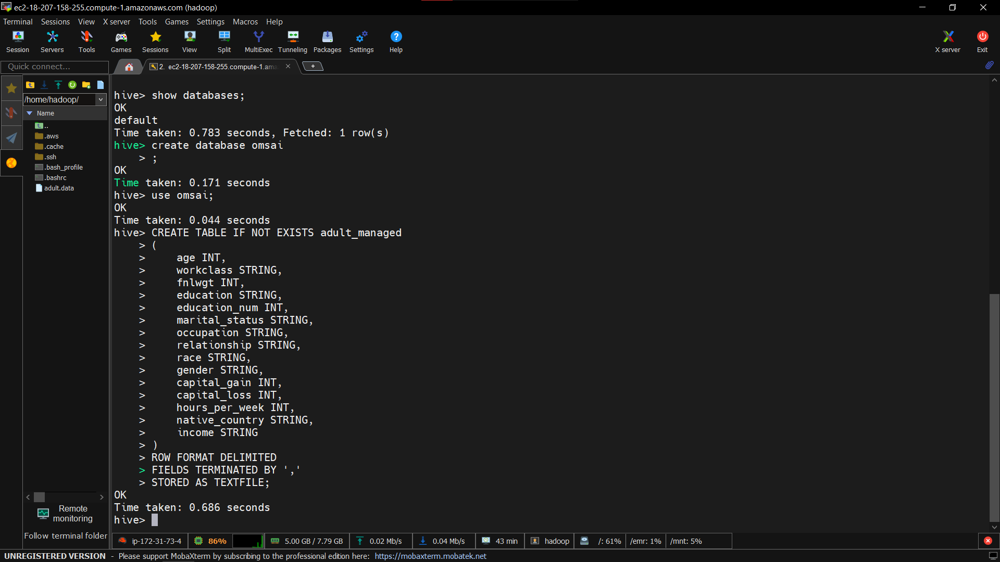 ec2-18-207-158-255.compute-1.amazonaws.com (hadoop)
Terminal Sessions View X server Tools Games Settings Macros Help
Session Servers Tools Games Sessions View Split MultiExec Tunneling Packages Settings Help X server Exit
Quick connect...
2. ec2-18-207-158-255.compute-1.ama
/home/hadoop/
Name
..
.aws
.cache
.ssh
.bash_profile
.bashrc
adult.data
Remote
monitoring
Follow terminal folder
hive> show databases;
OK
default
Time taken: 0.783 seconds, Fetched: 1 row(s)
hive> create database omsai
    > ;
OK
Time taken: 0.171 seconds
hive> use omsai;
OK
Time taken: 0.044 seconds
hive> CREATE TABLE IF NOT EXISTS adult_managed
    > (
    >     age INT,
    >     workclass STRING,
    >     fnlwgt INT,
    >     education STRING,
    >     education_num INT,
    >     marital_status STRING,
    >     occupation STRING,
    >     relationship STRING,
    >     race STRING,
    >     gender STRING,
    >     capital_gain INT,
    >     capital_loss INT,
    >     hours_per_week INT,
    >     native_country STRING,
    >     income STRING
    > )
    > ROW FORMAT DELIMITED
    > FIELDS TERMINATED BY ','
    > STORED AS TEXTFILE;
OK
Time taken: 0.686 seconds
hive>
ip-172-31-73-4 86% 5.00 GB / 7.79 GB 0.02 Mb/s 0.04 Mb/s 43 min hadoop /: 61% /emr: 1% /mnt: 5%
UNREGISTERED VERSION - Please support MobaXterm by subscribing to the professional edition here: https://mobaxterm.mobatek.net